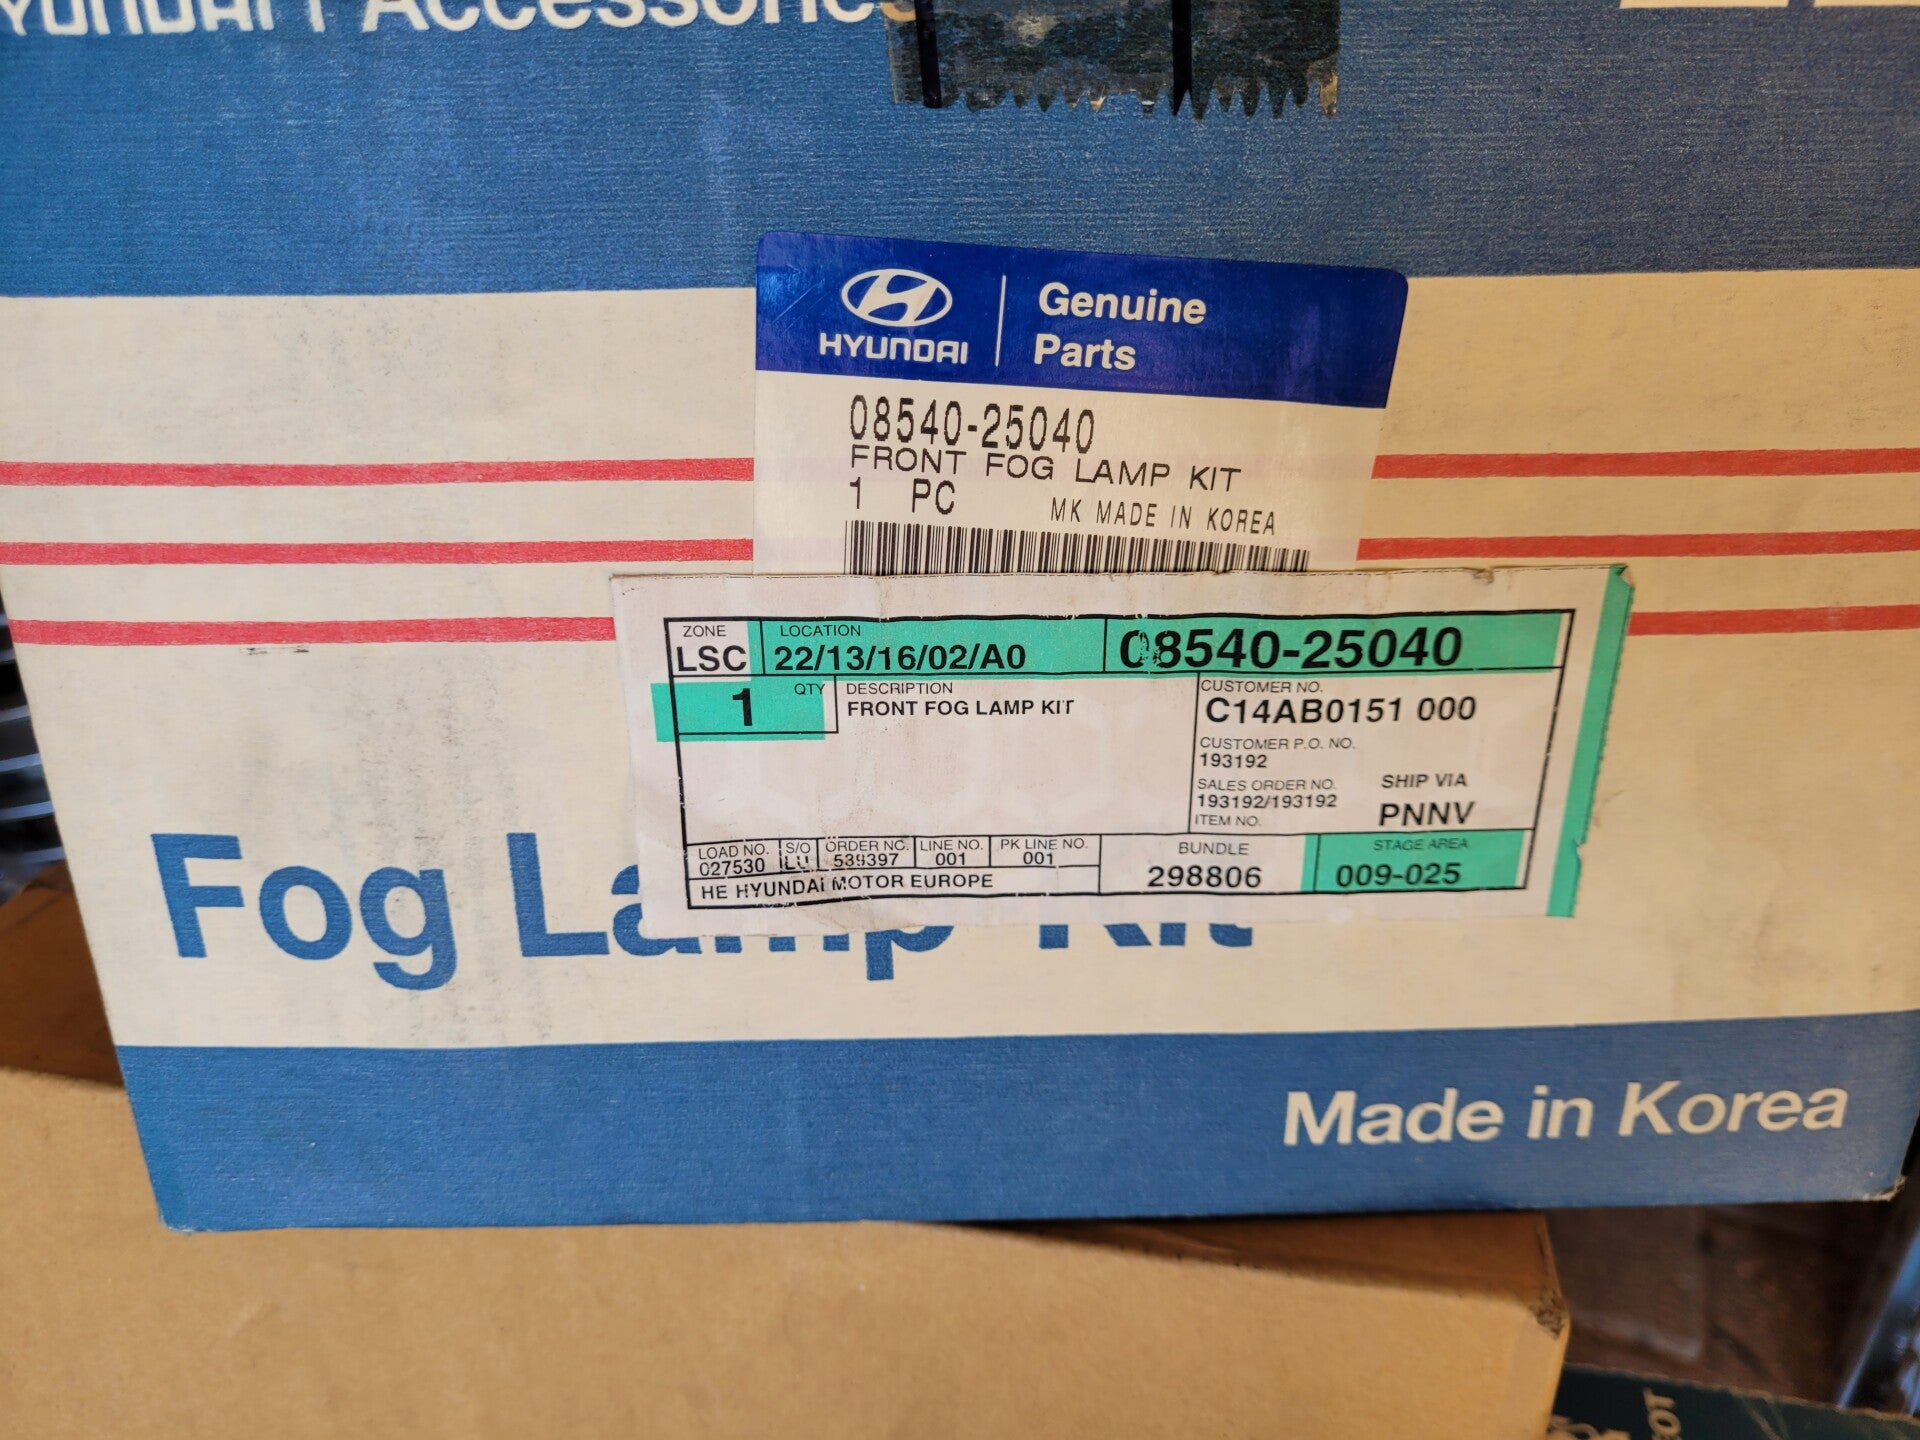 HYUNDAI Accessories
HYUNDAI
Genuine
Parts
08540-25040
FRONT FOG LAMP KIT
1 PC MK MADE IN KOREA
ZONE LOCATION
LSC 22/13/16/02/A0 08540-25040
1 QTY DESCRIPTION
FRONT FOG LAMP KIT
CUSTOMER NO.
C14AB0151 000
CUSTOMER P.O. NO.
193192
SALES ORDER NO. SHIP VIA
193192/193192 PNNV
ITEM NO.
LOAD NO. S/O ORDER NO. LINE NO. PK LINE NO. BUNDLE STAGE AREA
027530 539397 001 001 298806 009-025
HE HYUNDAI MOTOR EUROPE
Fog Lamp Kit
Made in Korea